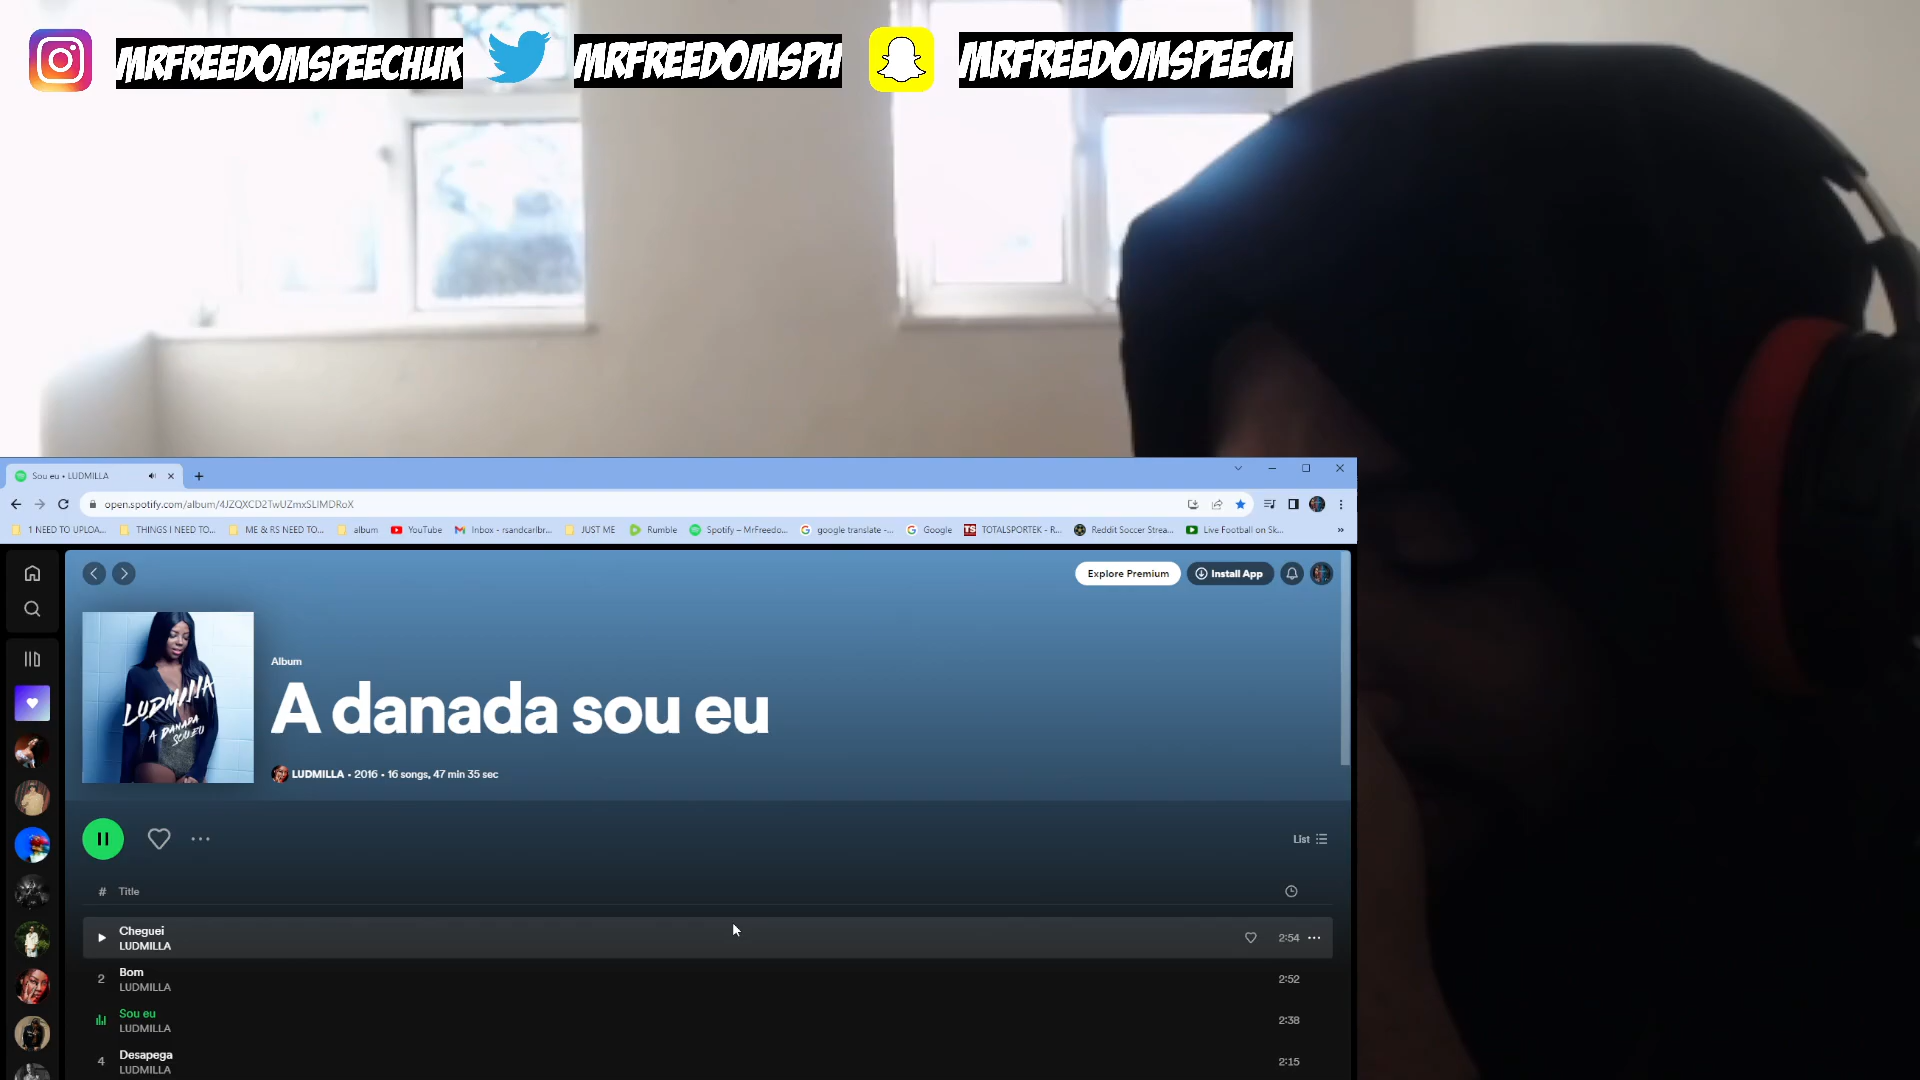 MRFREEDOMSPEECHUK
MRFREEDOMSPH
MRFREEDOMSPEECH
Sou eu • LUDMILLA
open.spotify.com/album/4JZQXCD2TwUZmxSLIMDRoX
1 NEED TO UPLOA...
THINGS I NEED TO...
ME & RS NEED TO...
album
YouTube
Inbox - rsandcarlbr...
JUST ME
Rumble
Spotify – MrFreedo...
google translate -...
Google
TS
TOTALSPORTEK - R...
Reddit Soccer Strea...
Live Football on Sk...
»
Explore Premium
Install App
LUDMILLA
A DANADA
SOU EU
Album
A danada sou eu
LUDMILLA • 2016 • 16 songs, 47 min 35 sec
List
# Title
Cheguei
LUDMILLA
2:54
2 Bom
LUDMILLA
2:52
Sou eu
LUDMILLA
2:38
4 Desapega
LUDMILLA
2:15